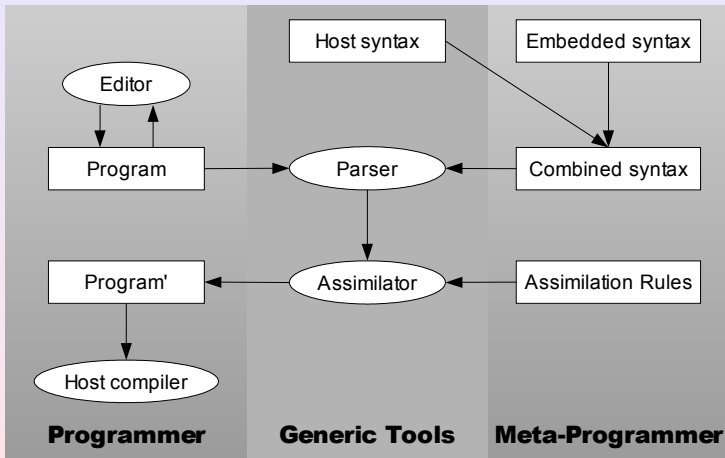 Host syntax
Embedded syntax
Editor
Program
Parser
Combined syntax
Program'
Assimilator
Assimilation Rules
Host compiler
Programmer
Generic Tools
Meta-Programmer